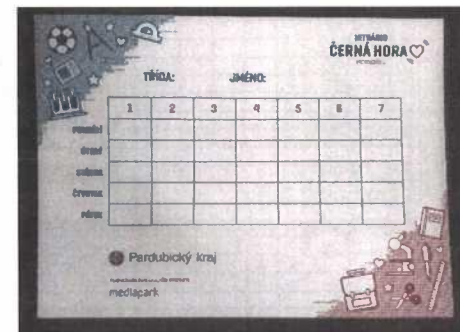 HITRÁDIO
ČERNÁ HORA
TŘÍDA: JMÉNO:
1 2 3 4 5 6 7
PONDĚLÍ
ÚTERÝ
STŘEDA
ČTVRTEK
PÁTEK
Pardubický kraj
mediapark